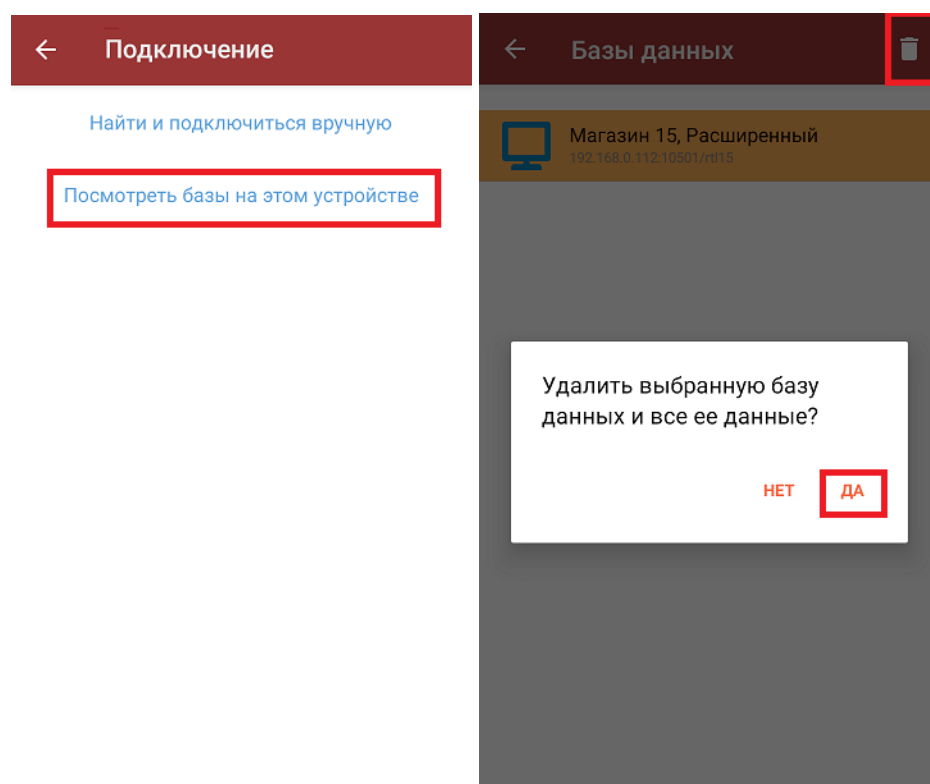 Подключение
Найти и подключиться вручную
Посмотреть базы на этом устройстве
Базы данных
Магазин 15, Расширенный
192.168.0.112:10501/rtl15
Удалить выбранную базу
данных и все ее данные?
НЕТ ДА